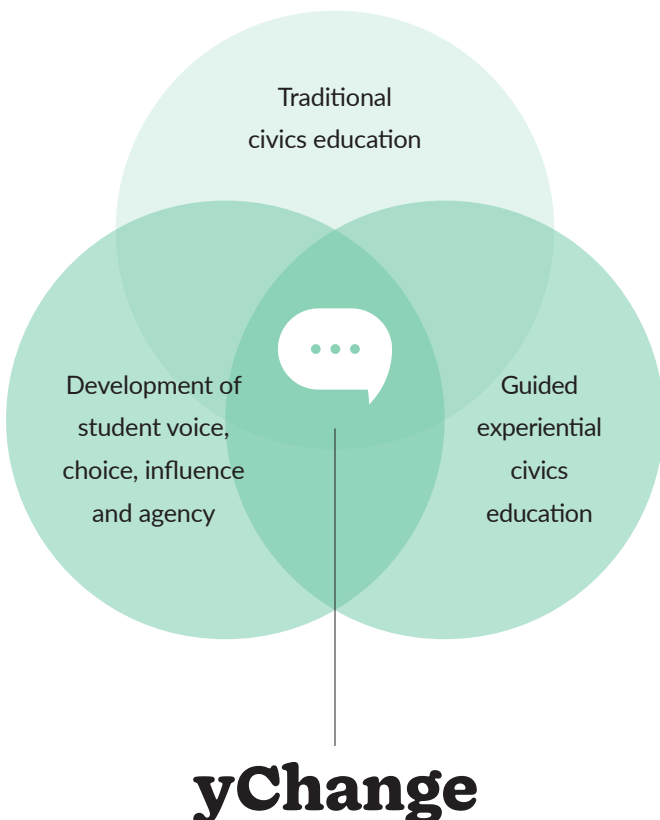 Traditional
civics education
Development of
student voice,
choice, influence
and agency
Guided
experiential
civics
education
yChange